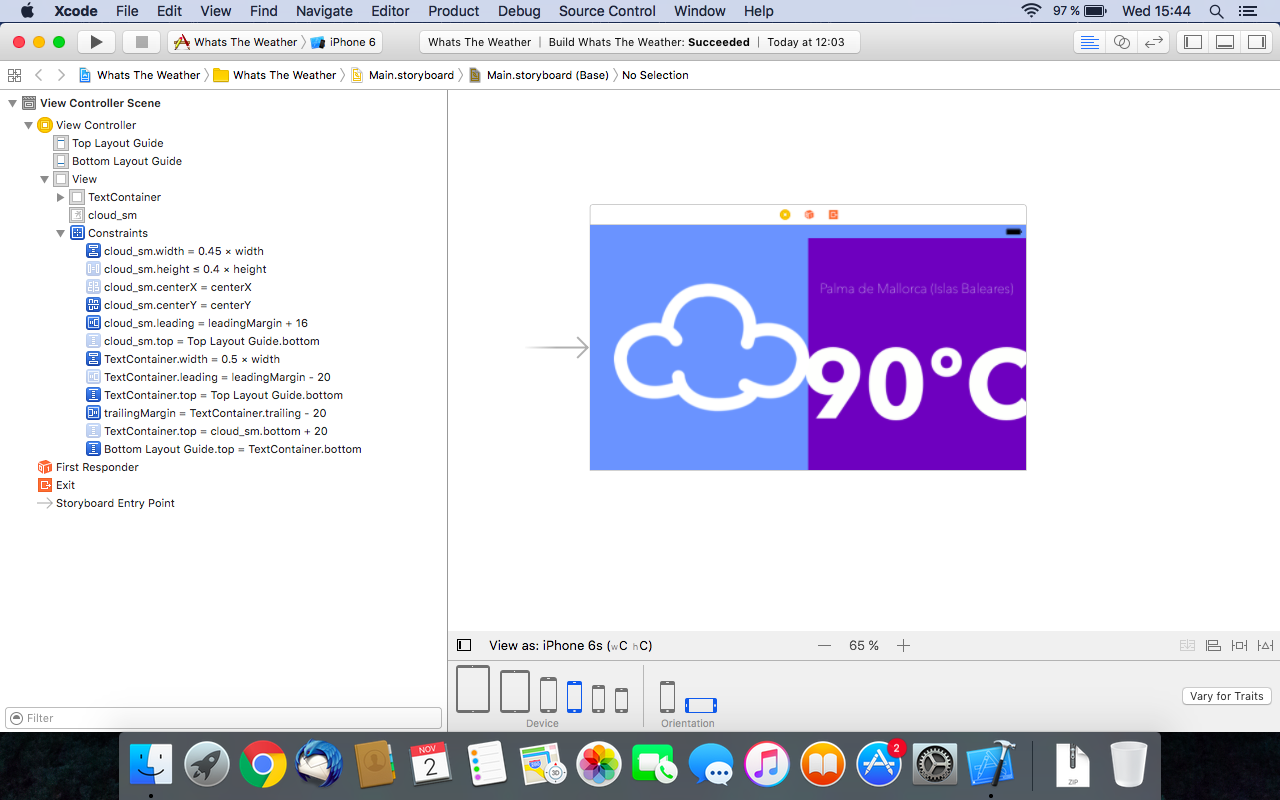 Xcode File Edit View Find Navigate Editor Product Debug Source Control Window Help 97 % Wed 15:44
Whats The Weather iPhone 6 Whats The Weather | Build Whats The Weather: Succeeded | Today at 12:03
Whats The Weather Whats The Weather Main.storyboard Main.storyboard (Base) No Selection
View Controller Scene
View Controller
Top Layout Guide
Bottom Layout Guide
View
TextContainer
cloud_sm
Constraints
cloud_sm.width = 0.45 × width
cloud_sm.height ≤ 0.4 × height
cloud_sm.centerX = centerX
cloud_sm.centerY = centerY
cloud_sm.leading = leadingMargin + 16
cloud_sm.top = Top Layout Guide.bottom
TextContainer.width = 0.5 × width
TextContainer.leading = leadingMargin - 20
TextContainer.top = Top Layout Guide.bottom
trailingMargin = TextContainer.trailing - 20
TextContainer.top = cloud_sm.bottom + 20
Bottom Layout Guide.top = TextContainer.bottom
First Responder
Exit
Storyboard Entry Point
Filter
Palma de Mallorca (Islas Baleares)
90°C
View as: iPhone 6s (wC hC) — 65 % +
Device Orientation
Vary for Traits
NOV
2
280
3D
2
ZIP